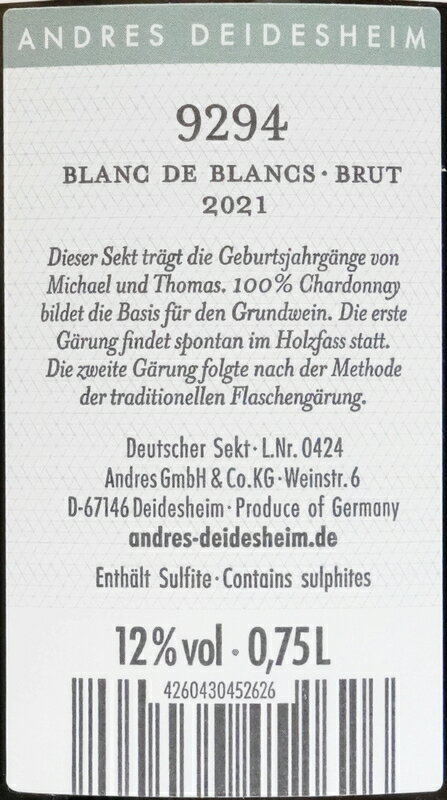 ANDRES DEIDESHEIM
9294
BLANC DE BLANCS · BRUT
2021
Dieser Sekt trägt die Geburtsjahrgänge von
Michael und Thomas. 100% Chardonnay
bildet die Basis für den Grundwein. Die erste
Gärung findet spontan im Holzfass statt.
Die zweite Gärung folgte nach der Methode
der traditionellen Flaschengärung.
Deutscher Sekt · L.Nr. 0424
Andres GmbH & Co.KG · Weinstr. 6
D-67146 Deidesheim · Produce of Germany
andres-deidesheim.de
Enthält Sulfite · Contains sulphites
12% vol · 0,75 L
4260430452626